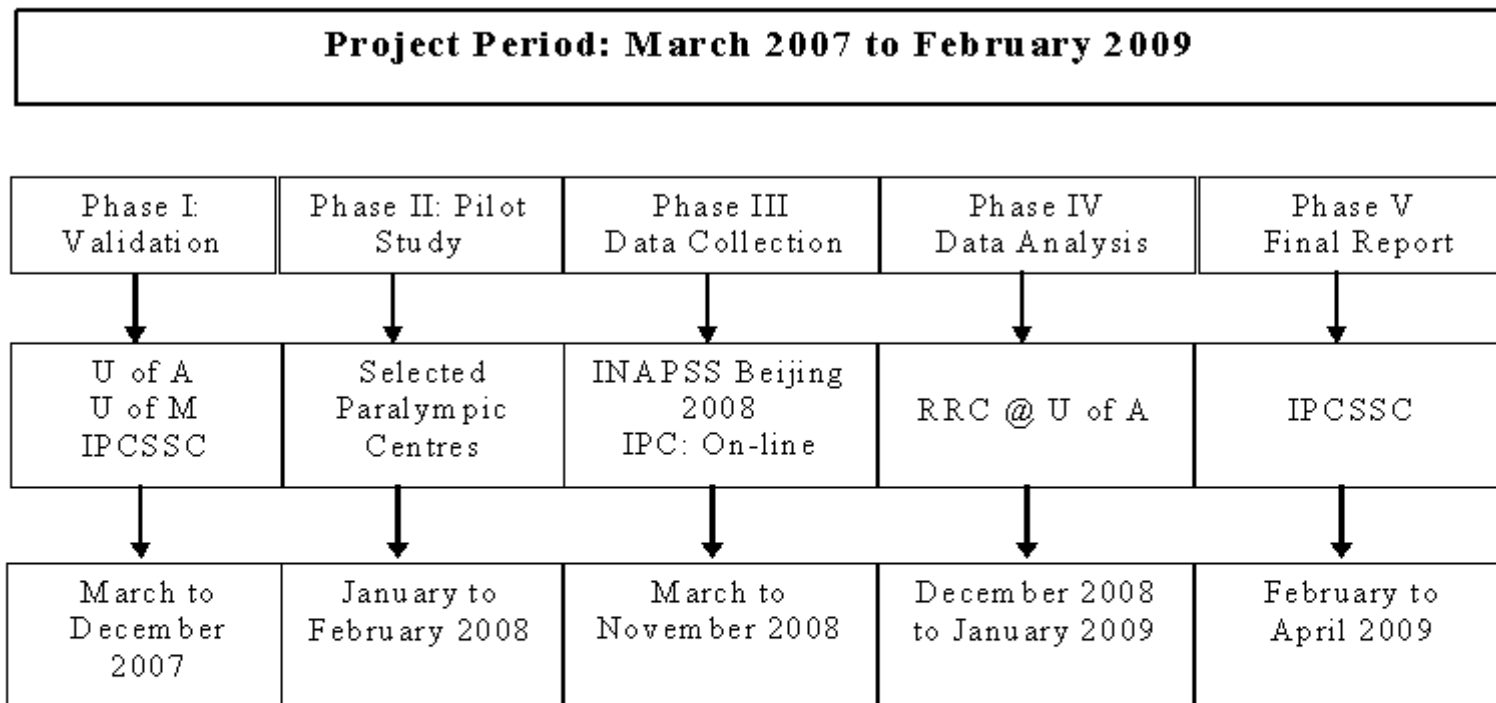 Project Period: March 2007 to February 2009
Phase I:
Validation
Phase II: Pilot
Study
Phase III
Data Collection
Phase IV
Data Analysis
Phase V
Final Report
U of A
U of M
IPCSSC
Selected
Paralympic
Centres
INAPSS Beijing
2008
IPC: On-line
RRC @ U of A
IPCSSC
March to
December
2007
January to
February 2008
March to
November 2008
December 2008
to January 2009
February to
April 2009